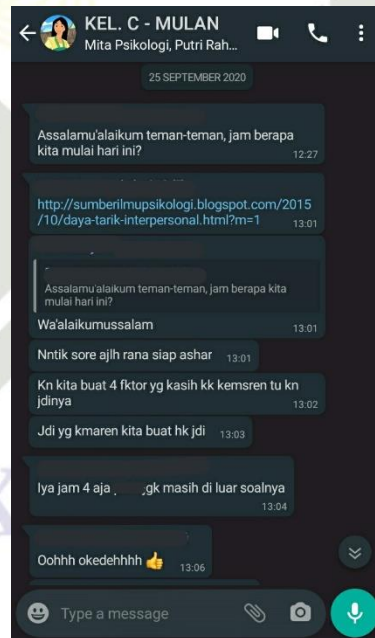 KEL. C - MULAN
Mita Psikologi, Putri Rah...
25 SEPTEMBER 2020
Assalamu'alaikum teman-teman, jam berapa
kita mulai hari ini?
12:27
http://sumberilmupsikologi.blogspot.com/2015
/10/daya-tarik-interpersonal.html?m=1
13:01
Assalamu'alaikum teman-teman, jam berapa kita
mulai hari ini?
Wa'alaikumussalam
13:01
Nntik sore ajlh rana siap ashar 13:01
Kn kita buat 4 fktor yg kasih kk kemsren tu kn
jdinya
13:02
Jdi yg kmaren kita buat hk jdi 13:03
Iya jam 4 aja gk masih di luar soalnya
13:04
Oohhh okedehhhh 👍 13:06
Type a message